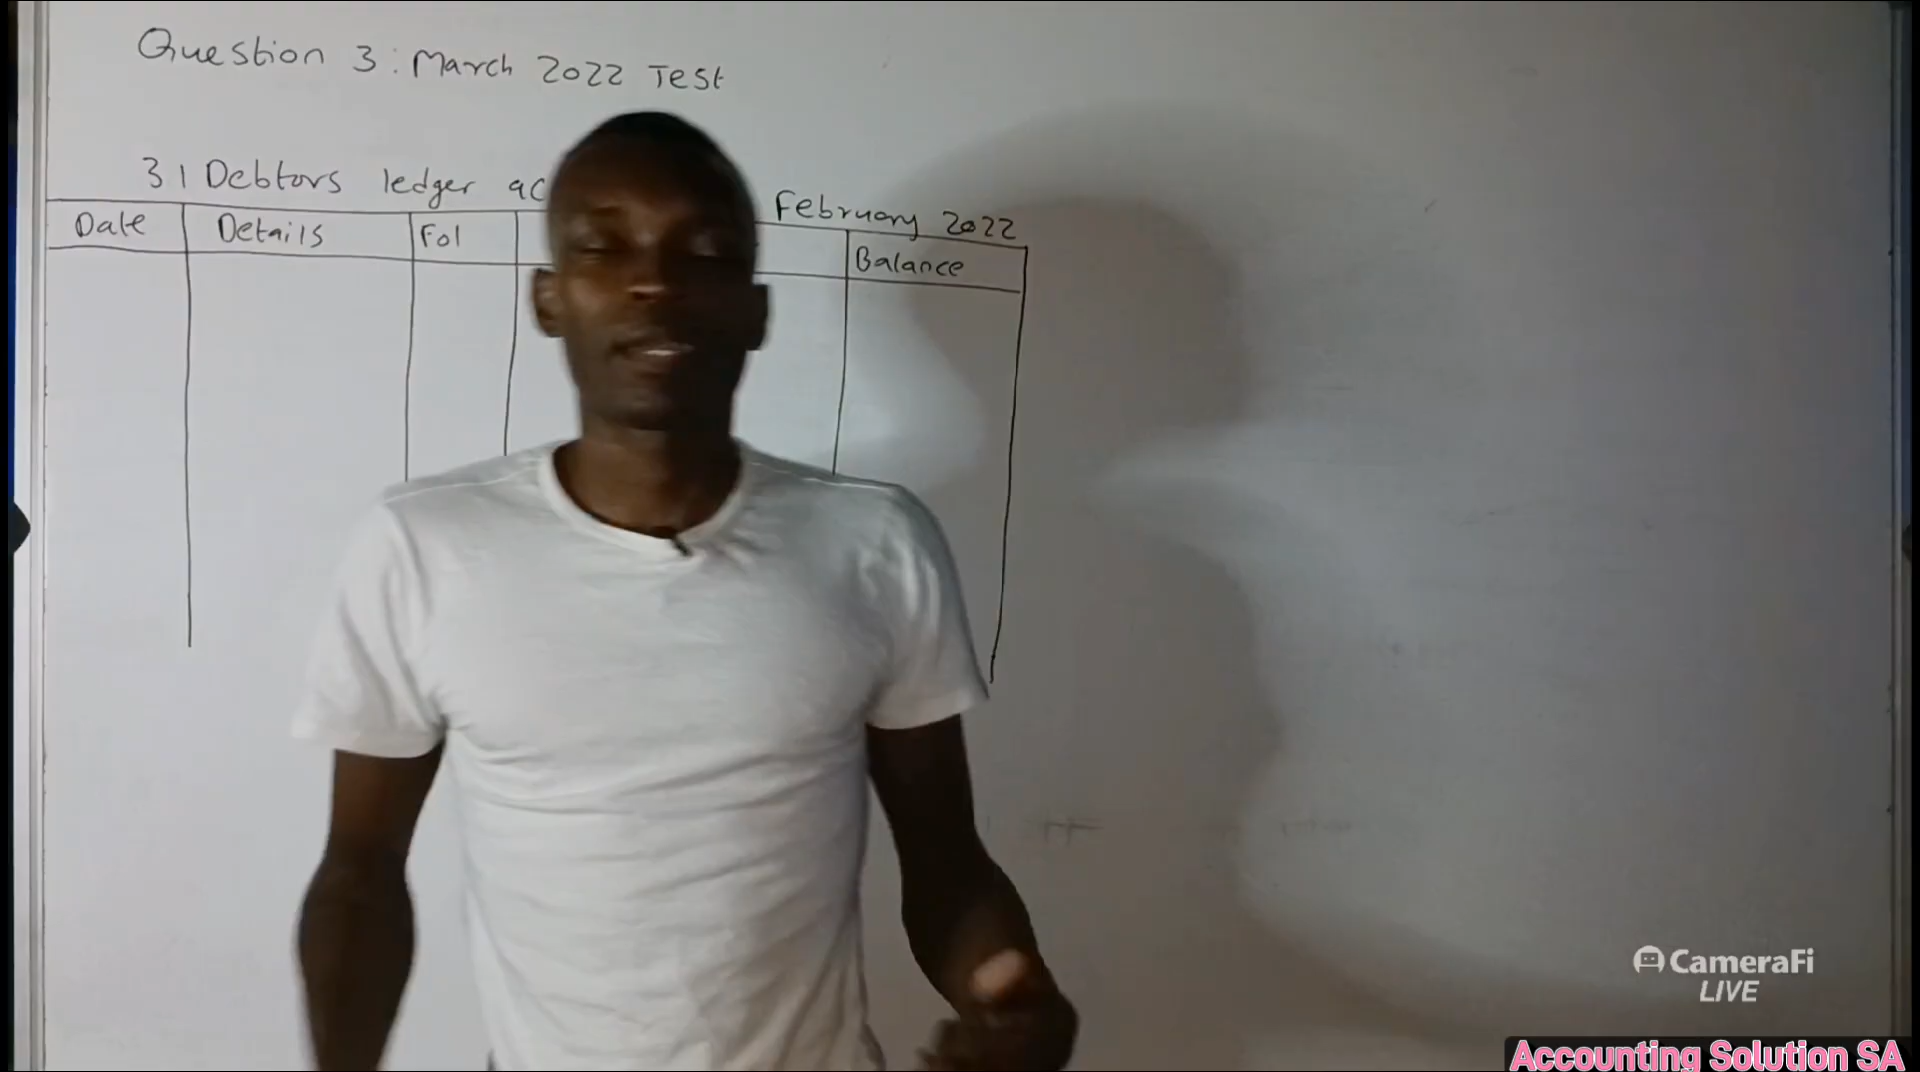 Question 3: March 2022 Test
3.1 Debtors ledger
February 2022
Date Details Fol Balance
CameraFi
LIVE
Accounting Solution SA